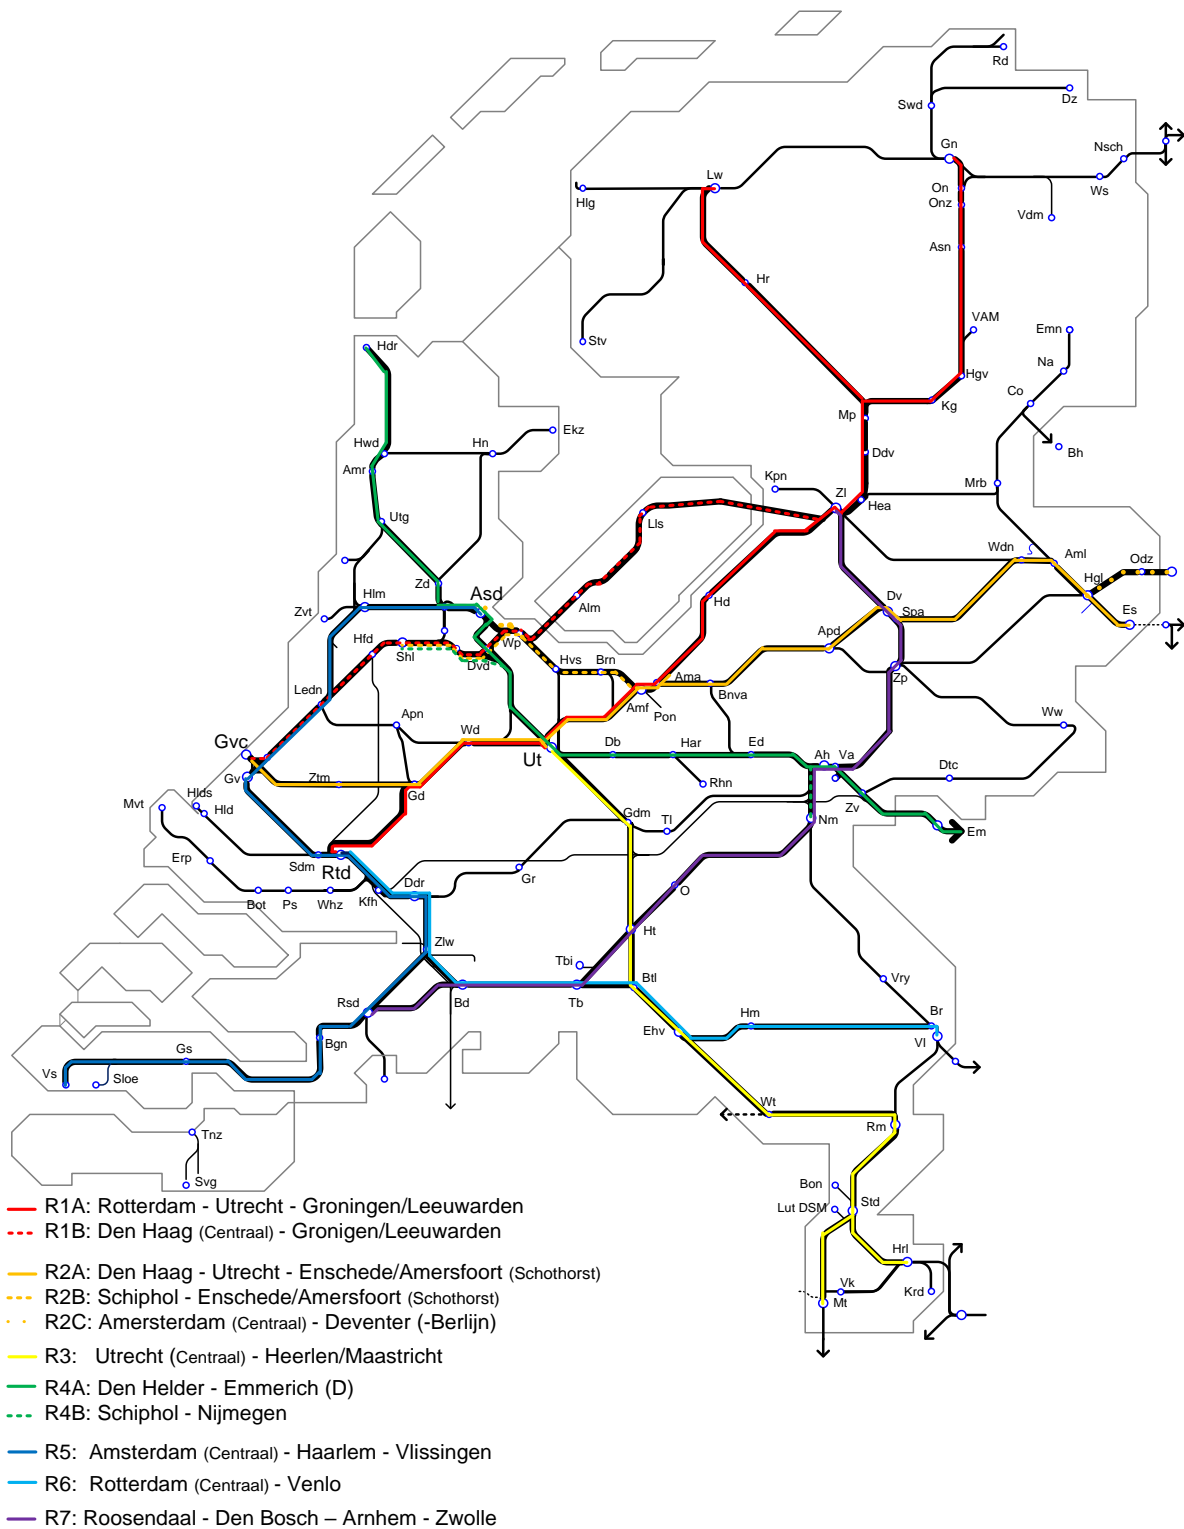 Rd
Dz
Swd
Gn
Nsch
Lw
On
Ws
Hlg
Onz
Vdm
Asn
Hr
VAM
Emn
Stv
Hdr
Na
Hgv
Co
Mp
Kg
Ekz
Hwd
Hn
Ddv
Bh
Amr
Kpn
Mrb
Zl
Hea
Lls
Utg
Wdn
Aml
Odz
Zd
Hgl
Asd
Alm
Hd
Hlm
Dv
Spa
Es
Zvt
Wp
Apd
Hfd
Shl
Dvd
Hvs
Brn
Ama
Zp
Ledn
Amf
Bnva
Pon
Apn
Wd
Ww
Gvc
Ut
Db
Har
Ed
Ah
Va
Gv
Ztm
Gd
Rhn
Dtc
Hlds
Mvt
Hld
Zv
Gdm
Tl
Nm
Em
Sdm
Rtd
Erp
Ddr
Gr
Bot
Ps
Whz
Kfh
O
Ht
Zlw
Tbi
Btl
Vry
Rsd
Bd
Tb
Br
Hm
Ehv
Bgn
Vl
Gs
Vs
Sloe
Wt
Rm
Tnz
Svg
Bon
Std
Lut DSM
Hrl
Vk
Krd
Mt
R1A: Rotterdam - Utrecht - Groningen/Leeuwarden
R1B: Den Haag (Centraal) - Gronigen/Leeuwarden
R2A: Den Haag - Utrecht - Enschede/Amersfoort (Schothorst)
R2B: Schiphol - Enschede/Amersfoort (Schothorst)
R2C: Amersterdam (Centraal) - Deventer (-Berlijn)
R3: Utrecht (Centraal) - Heerlen/Maastricht
R4A: Den Helder - Emmerich (D)
R4B: Schiphol - Nijmegen
R5: Amsterdam (Centraal) - Haarlem - Vlissingen
R6: Rotterdam (Centraal) - Venlo
R7: Roosendaal - Den Bosch – Arnhem - Zwolle